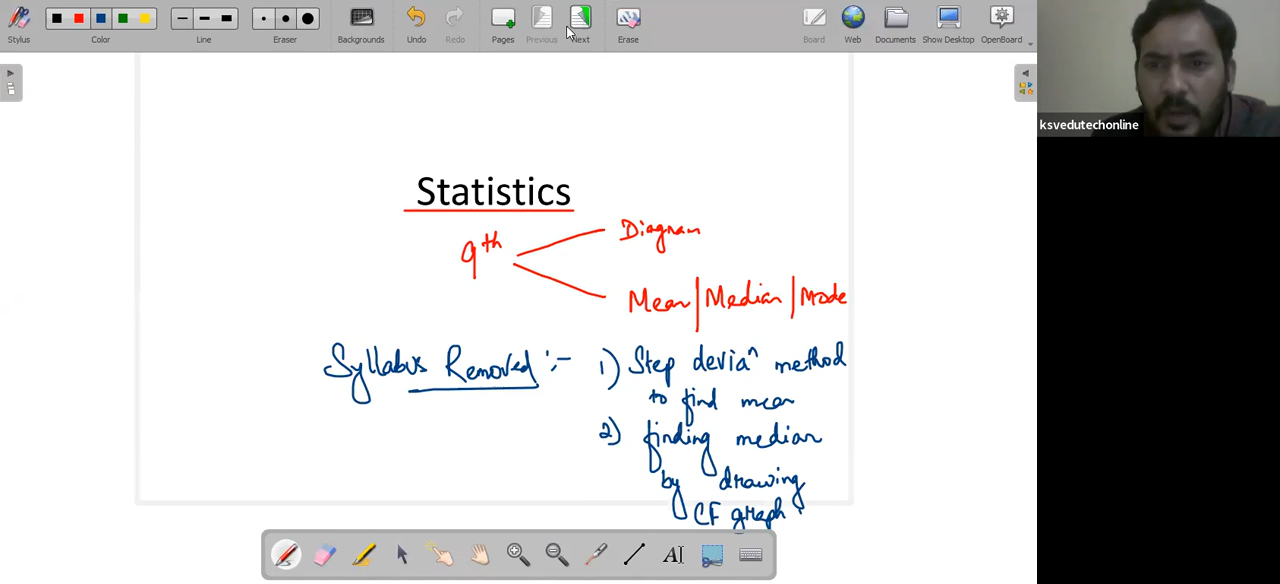 Stylus
Color
Line
Eraser
Backgrounds
Undo
Redo
Pages
Previous
Next
Erase
Board
Web
Documents
Show Desktop
OpenBoard
ksvedutechonline
Statistics
9th
Diagram
Mean | Median | Mode
Syllabus Removed :- 1) Step devia^n method
to find mean
2) finding median
by drawing
CF graph